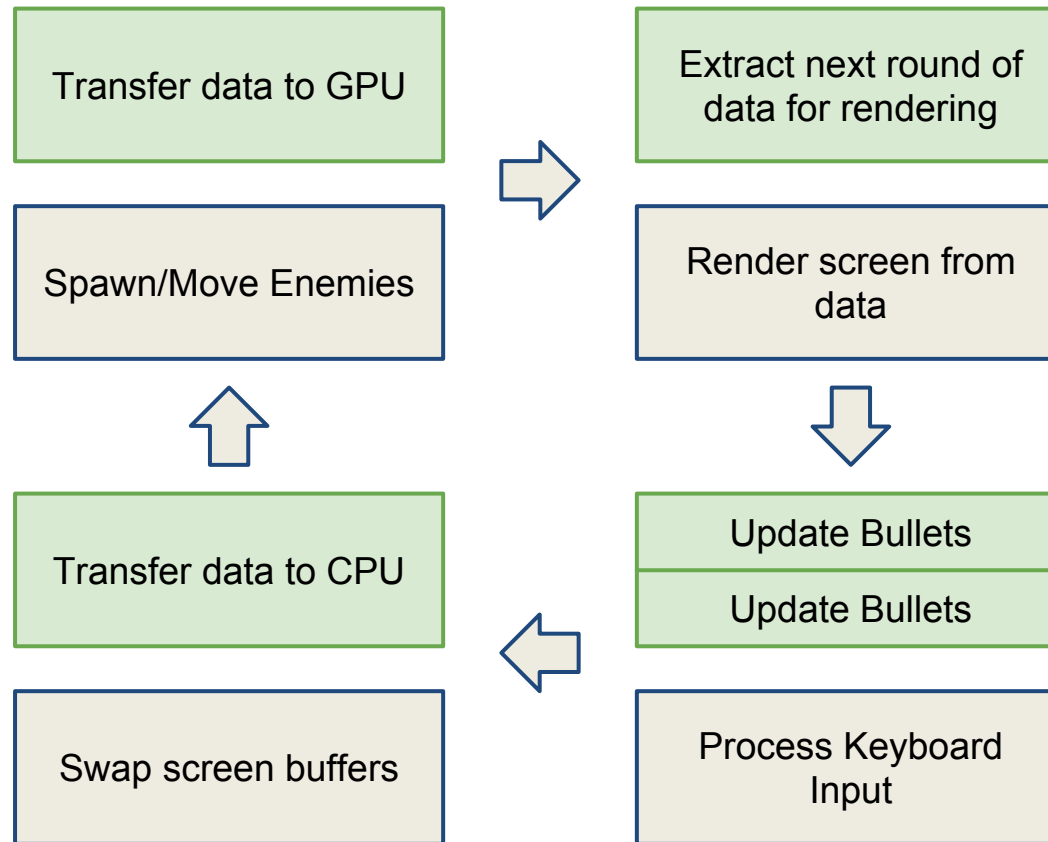 Transfer data to GPU
Extract next round of
data for rendering
Spawn/Move Enemies
Render screen from
data
Transfer data to CPU
Update Bullets
Update Bullets
Swap screen buffers
Process Keyboard
Input